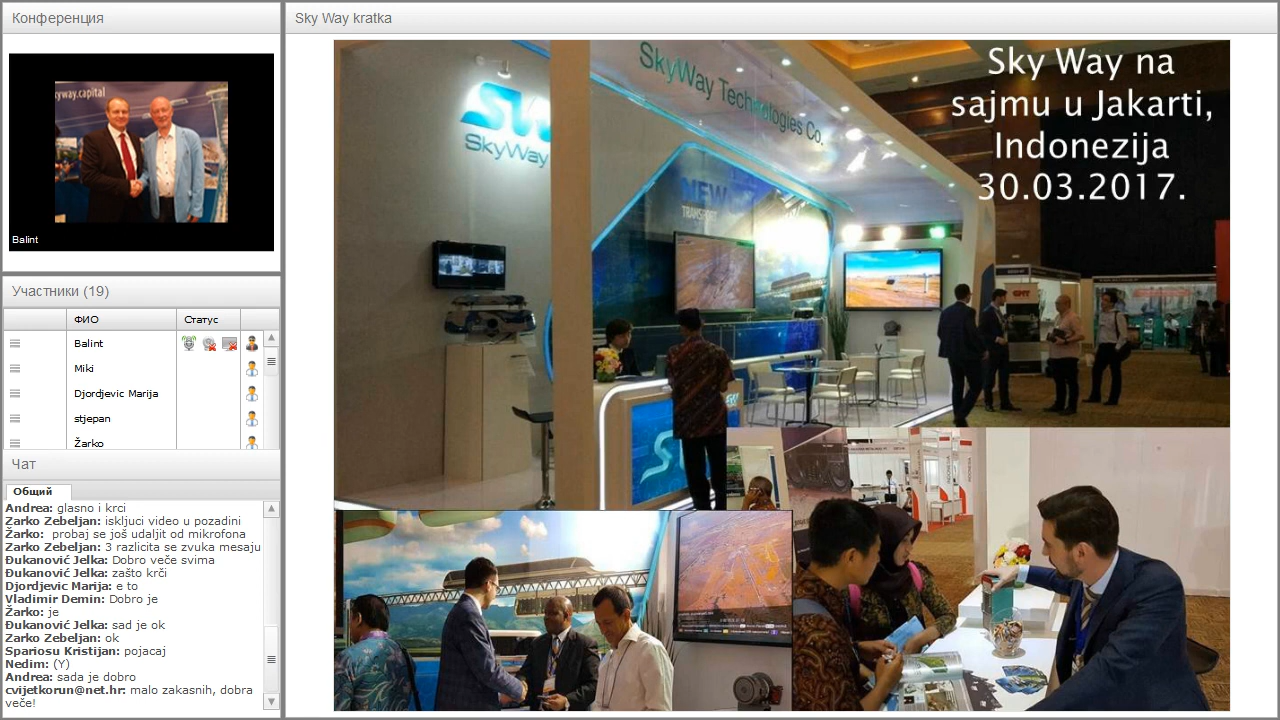 Конференция
kyway.capital
Balint
Участники (19)
ФИО
Статус
Balint
viki
Djordjevic Marija
stjepan
Žarko
Чат
Общий
Andrea: glasno i krci
Zarko Zebeljan: iskljuci video u pozadini
Žarko: probaj se još udaljit od mikrofona
Zarko Zebeljan: 3 razlicita se zvuka mesaju
Đukanović Jelka: Dobro veče svima
Đukanović Jelka: zašto krči
Djordjevic Marija: e to
Vladimir Demin: Dobro je
Žarko: je
Đukanović Jelka: sad je ok
Zarko Zebeljan: ok
Spariosu Kristijan: pojacaj
Nedim: (Y)
Andrea: sada je dobro
cvijetkorun@net.hr: malo zakasnih, dobra
veče!
Sky Way kratka
Sky Way na
sajmu u Jakarti,
Indonezija
30.03.2017.
SkyWay Technologies Co.
SW
SkyWay
NEW
TRANSPORT